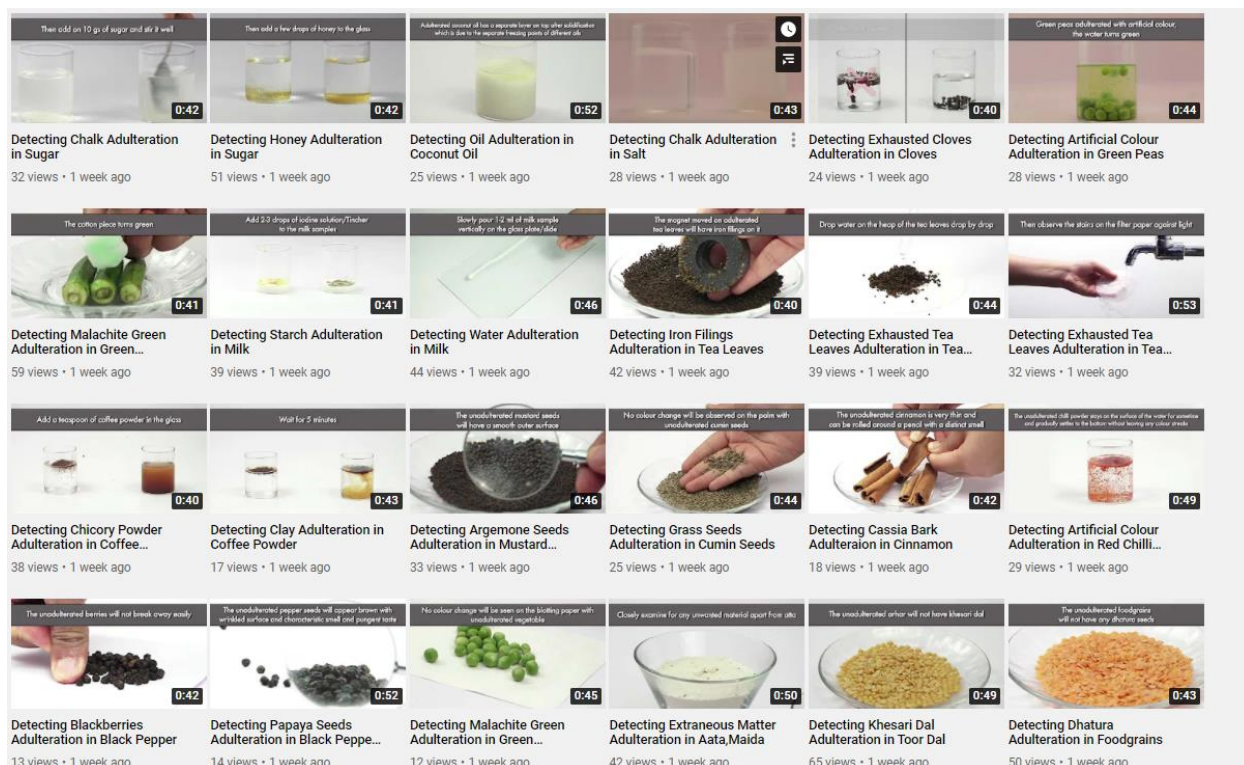 Then add on 10 gs of sugar and stir it well
0:42
Detecting Chalk Adulteration
in Sugar
32 views • 1 week ago
Then add a few drops of honey to the glass
0:42
Detecting Honey Adulteration
in Sugar
51 views • 1 week ago
Adulterated coconut oil has a separate layer on top after solidification
which is due to the separate freezing points of different oils
0:52
Detecting Oil Adulteration in
Coconut Oil
25 views • 1 week ago
0:43
Detecting Chalk Adulteration
in Salt
28 views • 1 week ago
0:40
Detecting Exhausted Cloves
Adulteration in Cloves
24 views • 1 week ago
Green peas adulterated with artificial colour,
the water turns green
0:44
Detecting Artificial Colour
Adulteration in Green Peas
28 views • 1 week ago
The cotton piece turns green
0:41
Detecting Malachite Green
Adulteration in Green...
59 views • 1 week ago
Add 2-3 drops of iodine solution/Tincher
to the milk samples
0:41
Detecting Starch Adulteration
in Milk
39 views • 1 week ago
Slowly pour 1-2 ml of milk sample
vertically on the glass plate/slide
0:46
Detecting Water Adulteration
in Milk
44 views • 1 week ago
The magnet moved on adulterated
tea leaves will have iron filings on it
0:40
Detecting Iron Filings
Adulteration in Tea Leaves
42 views • 1 week ago
Drop water on the heap of the tea leaves drop by drop
0:44
Detecting Exhausted Tea
Leaves Adulteration in Tea...
39 views • 1 week ago
Then observe the stains on the filter paper against light
0:53
Detecting Exhausted Tea
Leaves Adulteration in Tea...
32 views • 1 week ago
Add a teaspoon of coffee powder in the glass
0:40
Detecting Chicory Powder
Adulteration in Coffee...
38 views • 1 week ago
Wait for 5 minutes
0:43
Detecting Clay Adulteration in
Coffee Powder
17 views • 1 week ago
The unadulterated mustard seeds
will have a smooth outer surface
0:46
Detecting Argemone Seeds
Adulteration in Mustard...
33 views • 1 week ago
No colour change will be observed on the palm with
unadulterated cumin seeds
0:44
Detecting Grass Seeds
Adulteration in Cumin Seeds
25 views • 1 week ago
The unadulterated cinnamon is very thin and
can be rolled around a pencil with a distinct smell
0:42
Detecting Cassia Bark
Adulteraion in Cinnamon
18 views • 1 week ago
The unadulterated chilli powder stays on the surface of the water for sometime
and gradually settles to the bottom without leaving any colour streaks
0:49
Detecting Artificial Colour
Adulteration in Red Chilli...
29 views • 1 week ago
The unadulterated berries will not break away easily
0:42
Detecting Blackberries
Adulteration in Black Pepper
13 views • 1 week ago
The unadulterated pepper seeds will appear brown with
wrinkled surface and characteristic smell and pungent taste
0:52
Detecting Papaya Seeds
Adulteration in Black Peppe...
14 views • 1 week ago
No colour change will be seen on the blotting paper with
unadulterated vegetable
0:45
Detecting Malachite Green
Adulteration in Green...
12 views • 1 week ago
Closely examine for any unwanted material apart from atta
0:50
Detecting Extraneous Matter
Adulteration in Aata,Maida
42 views • 1 week ago
The unadulterated arhar will not have khesari dal
0:49
Detecting Khesari Dal
Adulteration in Toor Dal
65 views • 1 week ago
The unadulterated foodgrains
will not have any dhatura seeds
0:43
Detecting Dhatura
Adulteration in Foodgrains
50 views • 1 week ago